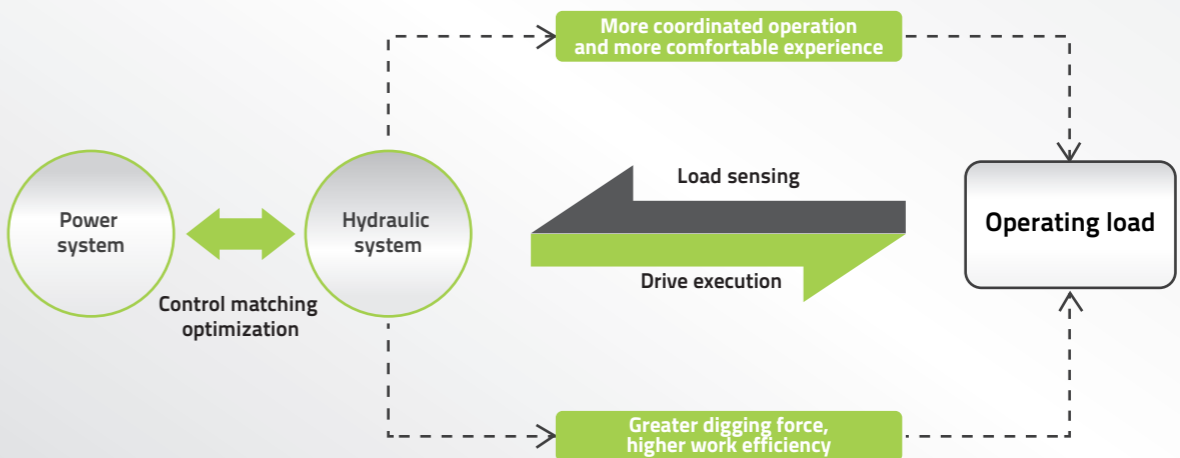 More coordinated operation
and more comfortable experience
Load sensing
Power
system
Hydraulic
system
Operating load
Drive execution
Control matching
optimization
Greater digging force,
higher work efficiency